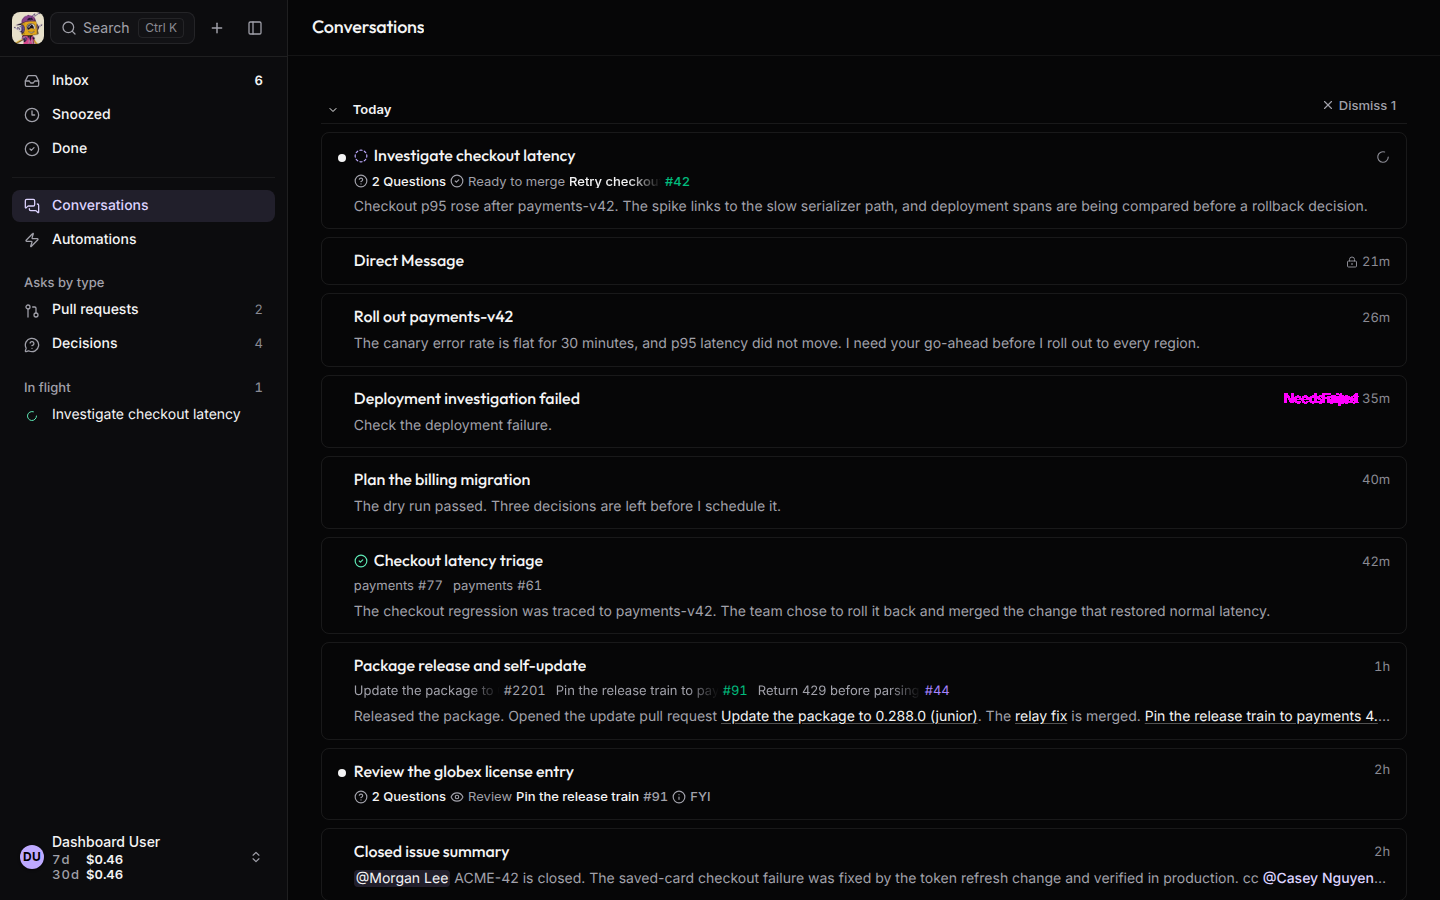 Search Ctrl K
Conversations
Inbox 6
Snoozed
Done
Conversations
Automations
Asks by type
Pull requests 2
Decisions 4
In flight 1
Investigate checkout latency
Dashboard User
DU
7d $0.46
30d $0.46
Today
Dismiss 1
Investigate checkout latency
2 Questions Ready to merge Retry checkou #42
Checkout p95 rose after payments-v42. The spike links to the slow serializer path, and deployment spans are being compared before a rollback decision.
Direct Message 21m
Roll out payments-v42 26m
The canary error rate is flat for 30 minutes, and p95 latency did not move. I need your go-ahead before I roll out to every region.
Deployment investigation failed 35m
Check the deployment failure.
Plan the billing migration 40m
The dry run passed. Three decisions are left before I schedule it.
Checkout latency triage 42m
payments #77 payments #61
The checkout regression was traced to payments-v42. The team chose to roll it back and merged the change that restored normal latency.
Package release and self-update 1h
Update the package to #2201 Pin the release train to pay #91 Return 429 before parsing #44
Released the package. Opened the update pull request Update the package to 0.288.0 (junior). The relay fix is merged. Pin the release train to payments 4....
Review the globex license entry 2h
2 Questions Review Pin the release train #91 FYI
Closed issue summary 2h
@Morgan Lee ACME-42 is closed. The saved-card checkout failure was fixed by the token refresh change and verified in production. cc @Casey Nguyen...